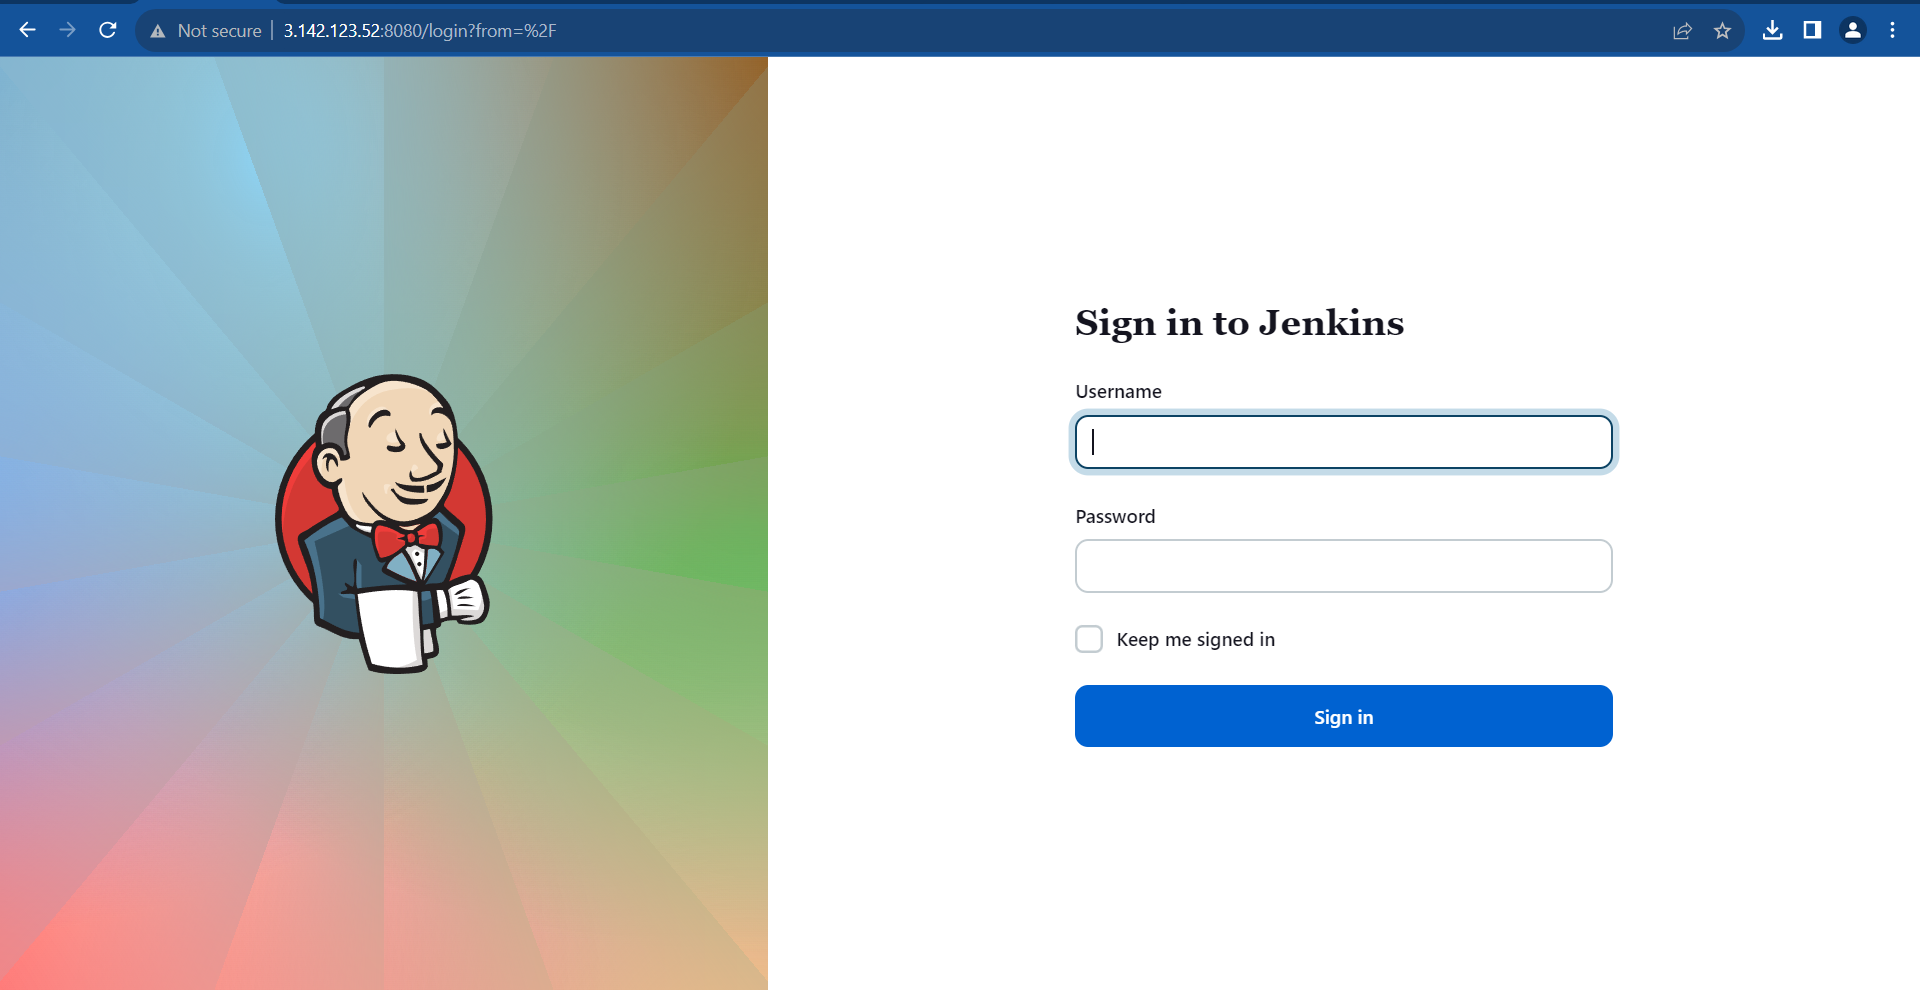 Not secure | 3.142.123.52:8080/login?from=%2F
Sign in to Jenkins
Username
Password
Keep me signed in
Sign in